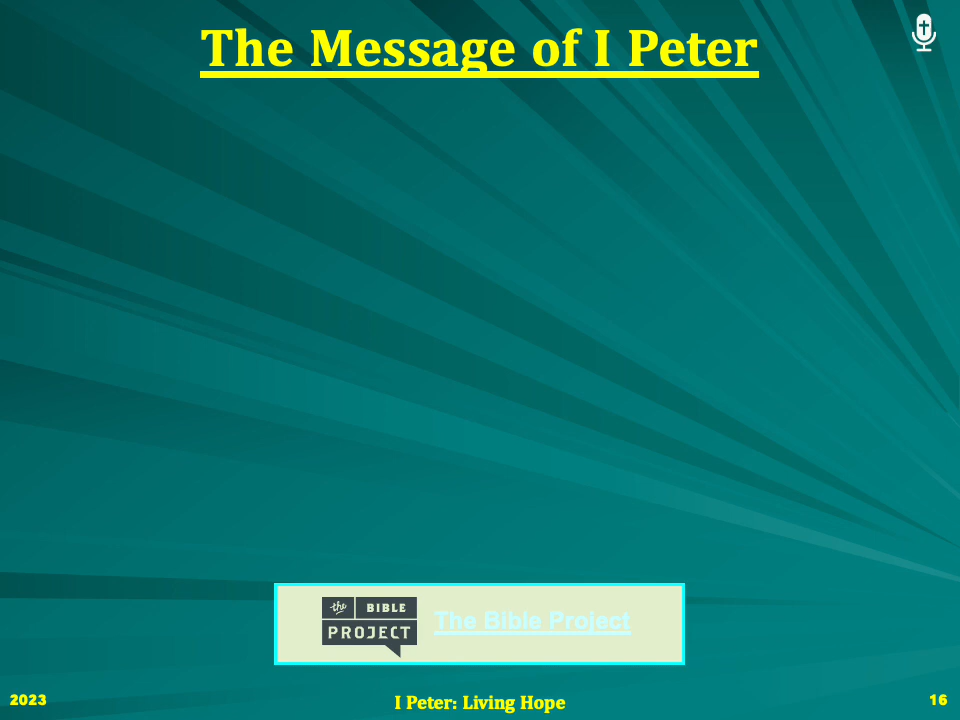 The Message of I Peter
the BIBLE
PROJECT
The Bible Project
2023
I Peter: Living Hope
16